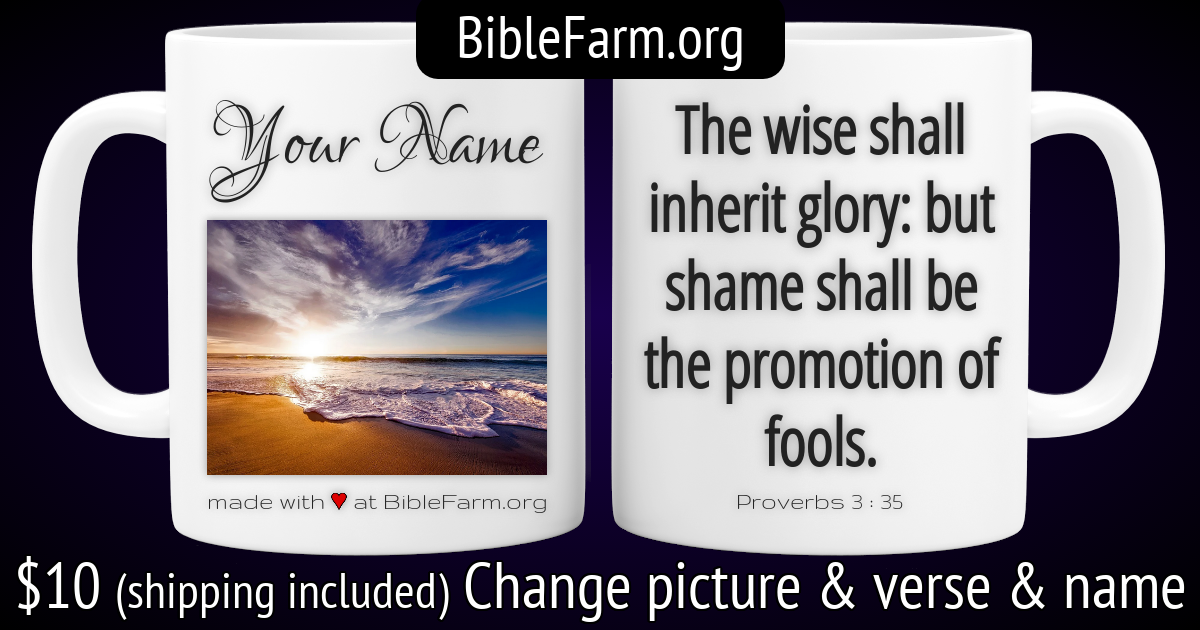 BibleFarm.org
Your Name
made with ♥ at BibleFarm.org
The wise shall
inherit glory: but
shame shall be
the promotion of
fools.
Proverbs 3 : 35
$10 (shipping included) Change picture & verse & name